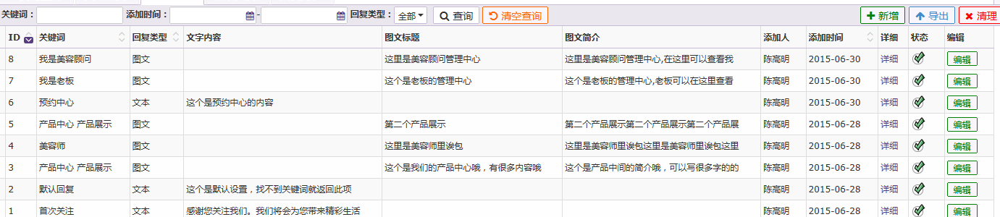 关键词： 添加时间： - 回复类型： 全部 查询 清空查询 新增 导出 清理
ID 关键词 回复类型 文字内容 图文标题 图文简介 添加人 添加时间 详细 状态 编辑
8 我是美容顾问 图文 这里是美容顾问管理中心 这里是美容顾问管理中心,在这里可以查看我 陈高明 2015-06-30 详细 编辑
7 我是老板 图文 这个是老板的管理中心 这个是老板的管理中心,老板可以在这里查看 陈高明 2015-06-30 详细 编辑
6 预约中心 文本 这个是预约中心的内容 陈高明 2015-06-30 详细 编辑
5 产品中心 产品展示 图文 第二个产品展示 第二个产品展示第二个产品展示第二个产品展 陈高明 2015-06-28 详细 编辑
4 美容师 图文 这里是美容师里诶包 这里是美容师里诶包这里是美容师里诶包这里 陈高明 2015-06-28 详细 编辑
3 产品中心 产品展示 图文 这个是我们的产品中心哦，有很多内容哦 这个是产品中间的简介哦，可以写很多字的的 陈高明 2015-06-28 详细 编辑
2 默认回复 文本 这个是默认设置，找不到关键词就返回此项 陈高明 2015-06-28 详细 编辑
1 首次关注 文本 感谢您关注我们。我们将会为您带来精彩生活 陈高明 2015-06-28 详细 编辑